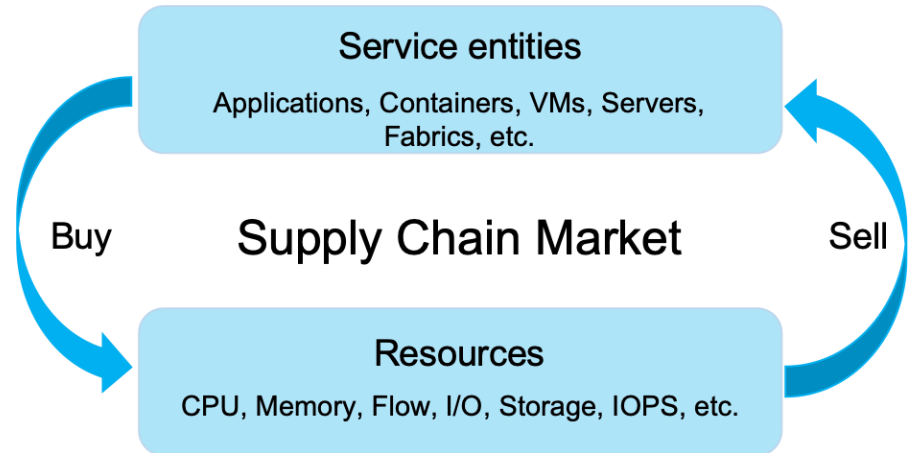 Service entities
Applications, Containers, VMs, Servers,
Fabrics, etc.
Buy
Supply Chain Market
Sell
Resources
CPU, Memory, Flow, I/O, Storage, IOPS, etc.